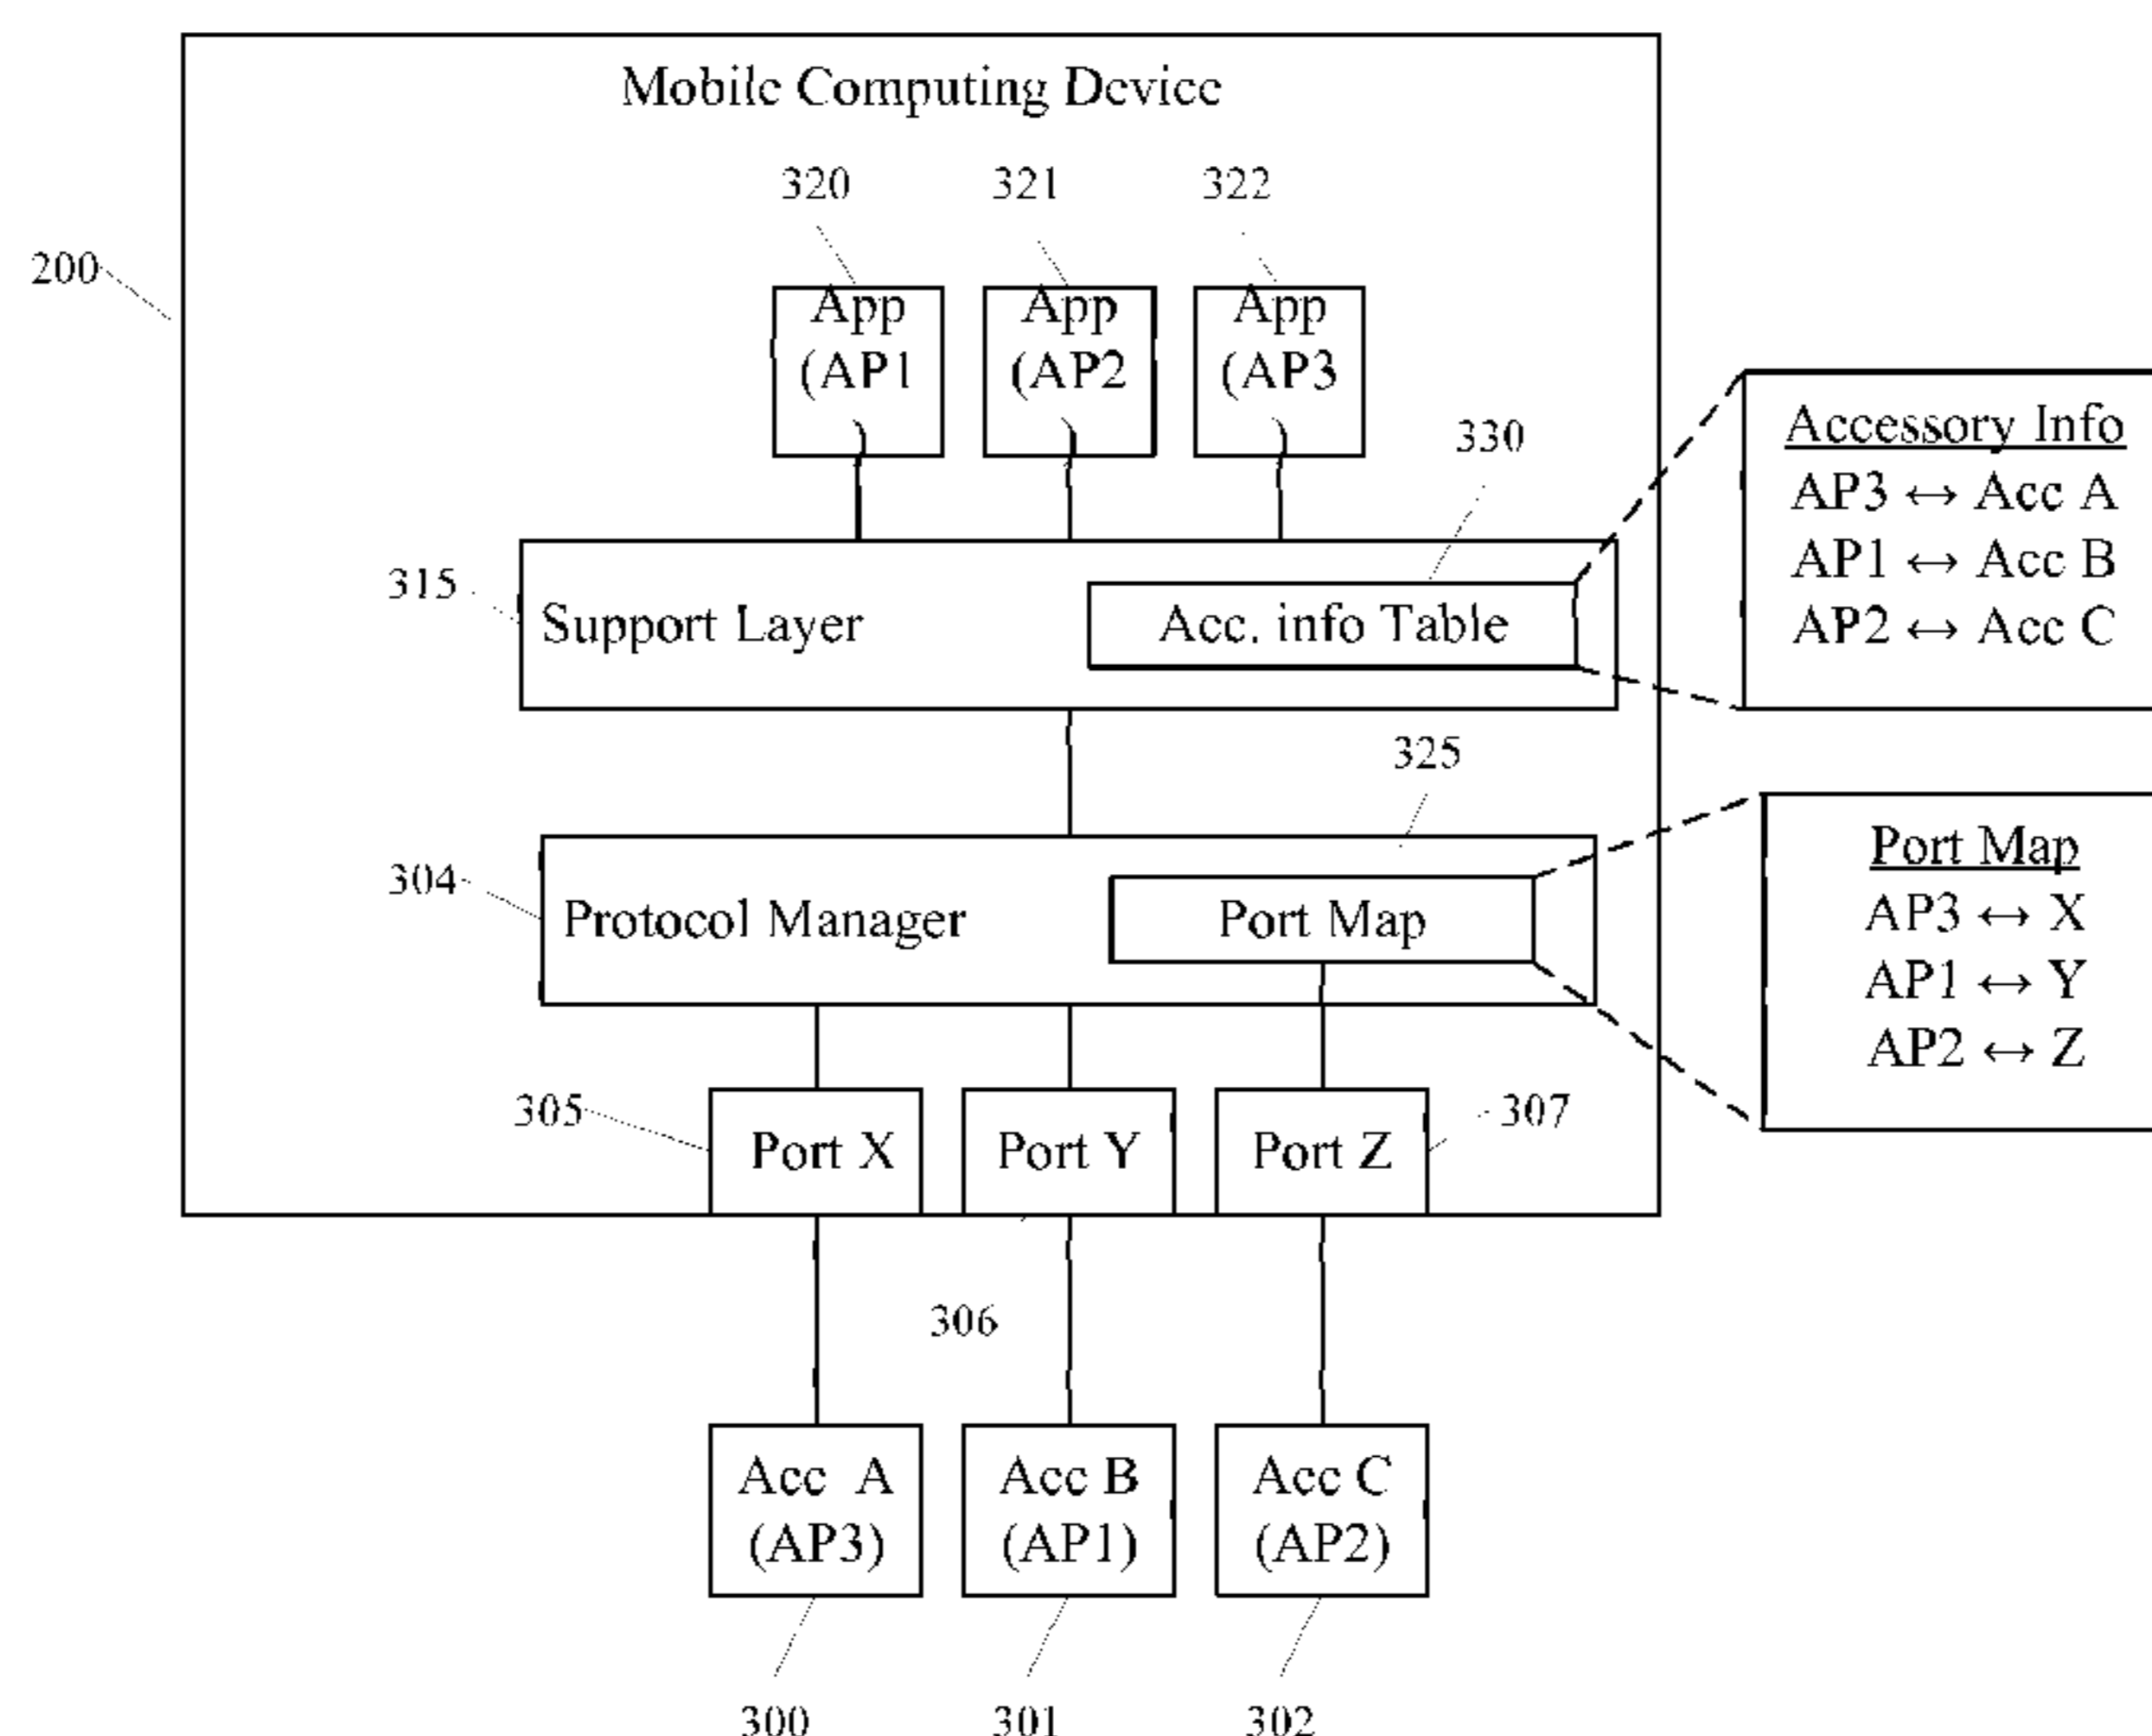 Mobile Computing Device
320
321
322
200
App
(AP1
)
App
(AP2
)
App
(AP3
)
330
315
Support Layer
Acc. info Table
Accessory Info
AP3 ↔ Acc A
AP1 ↔ Acc B
AP2 ↔ Acc C
325
304
Protocol Manager
Port Map
Port Map
AP3 ↔ X
AP1 ↔ Y
AP2 ↔ Z
305
Port X
Port Y
Port Z
307
306
Acc A
(AP3)
Acc B
(AP1)
Acc C
(AP2)
300
301
302